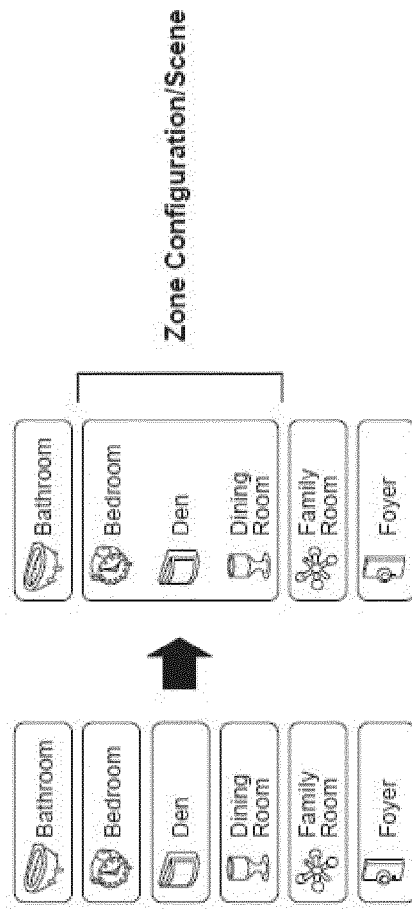 Bathroom
Bedroom
Den
Dining
Room
Family
Room
Foyer
Bathroom
Bedroom
Den
Dining
Room
Family
Room
Foyer
Zone Configuration/Scene